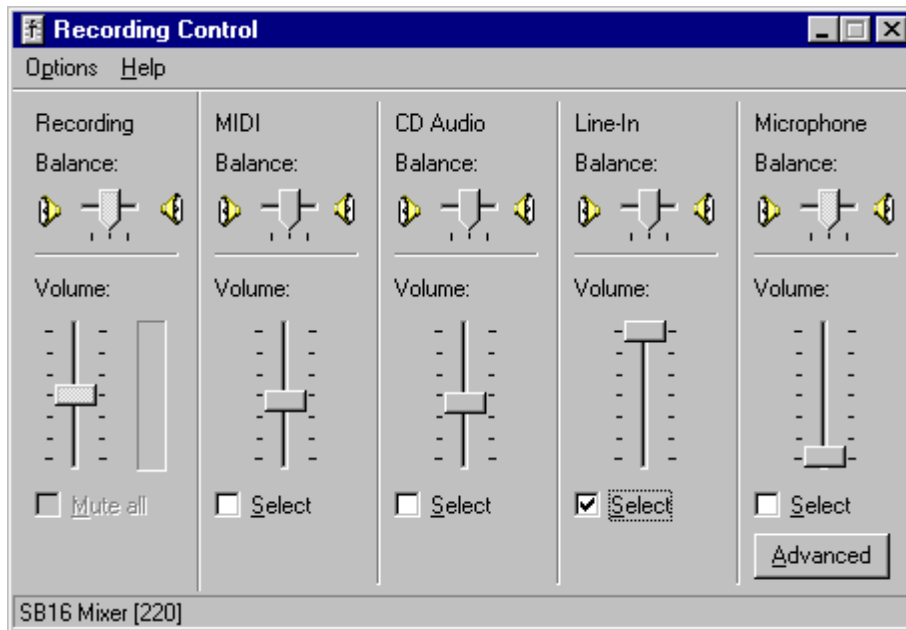 Recording Control
Options Help
Recording MIDI CD Audio Line-In Microphone
Balance: Balance: Balance: Balance: Balance:
Volume: Volume: Volume: Volume: Volume:
Mute all Select Select Select Select
Advanced
SB16 Mixer [220]